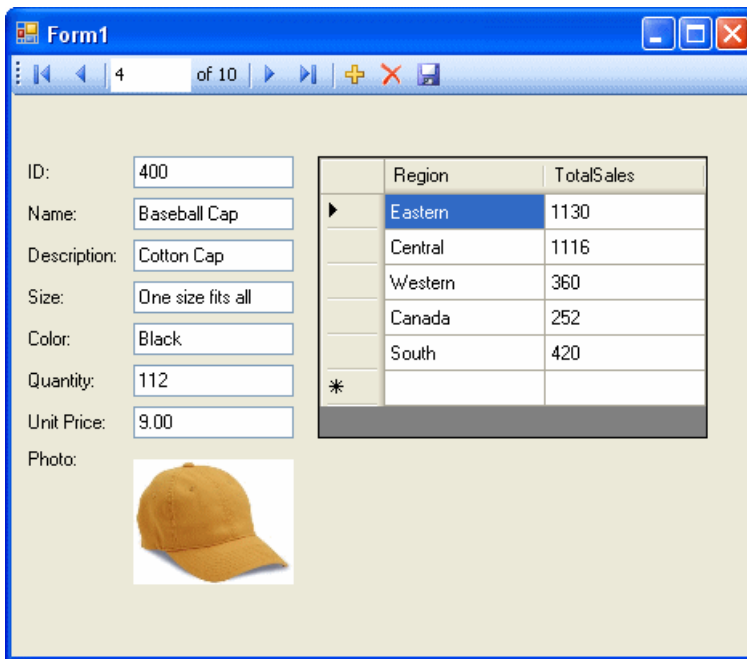 Form1
4 of 10
ID: 400
Name: Baseball Cap
Description: Cotton Cap
Size: One size fits all
Color: Black
Quantity: 112
Unit Price: 9.00
Photo:
Region TotalSales
Eastern 1130
Central 1116
Western 360
Canada 252
South 420